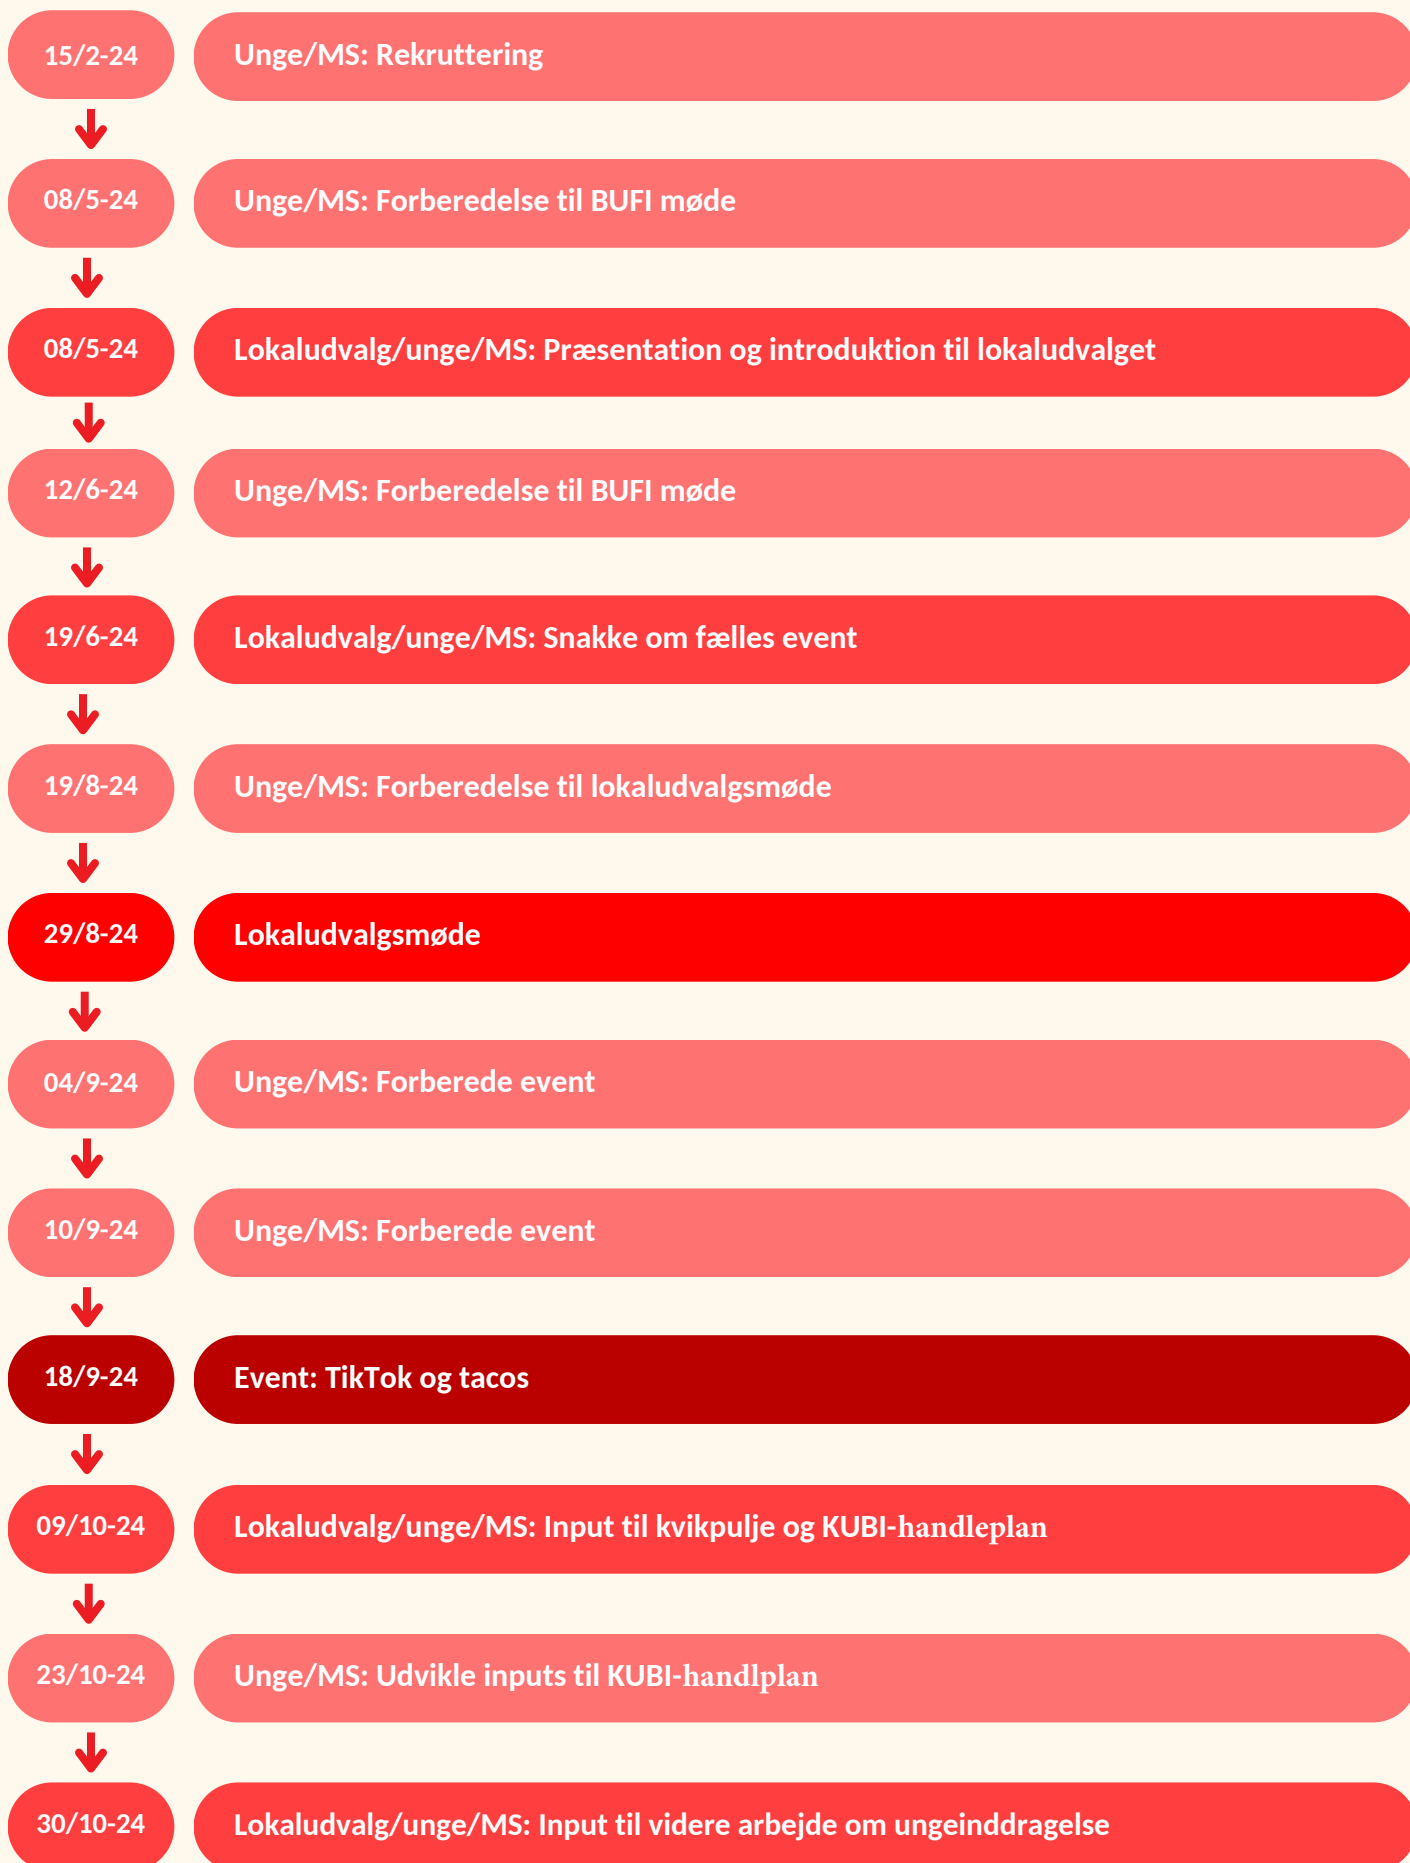 15/2-24 Unge/MS: Rekruttering
08/5-24 Unge/MS: Forberedelse til BUFI møde
08/5-24 Lokaludvalg/unge/MS: Præsentation og introduktion til lokaludvalget
12/6-24 Unge/MS: Forberedelse til BUFI møde
19/6-24 Lokaludvalg/unge/MS: Snakke om fælles event
19/8-24 Unge/MS: Forberedelse til lokaludvalgsmøde
29/8-24 Lokaludvalgsmøde
04/9-24 Unge/MS: Forberede event
10/9-24 Unge/MS: Forberede event
18/9-24 Event: TikTok og tacos
09/10-24 Lokaludvalg/unge/MS: Input til kvikpulje og KUBI-handleplan
23/10-24 Unge/MS: Udvikle inputs til KUBI-handlplan
30/10-24 Lokaludvalg/unge/MS: Input til videre arbejde om ungeinddragelse